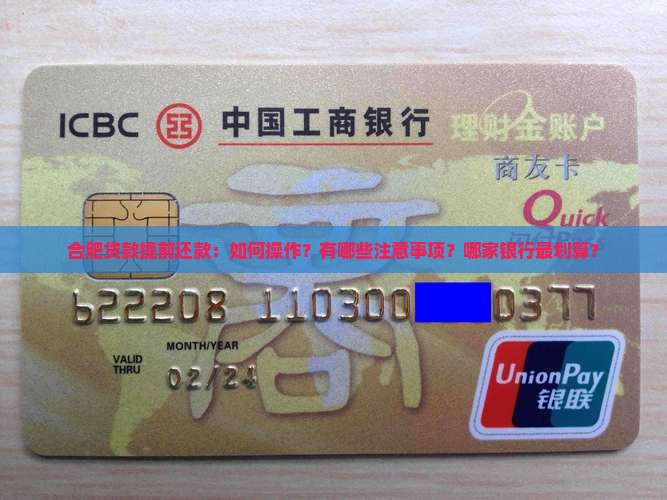 ICBC 中国工商银行 理财金账户
商友卡
Quick
合肥贷款提前还款：如何操作？有哪些注意事项？哪家银行最划算？
622208 110300 0377
MONTH/YEAR
VALID THRU
02/24
UnionPay
银联